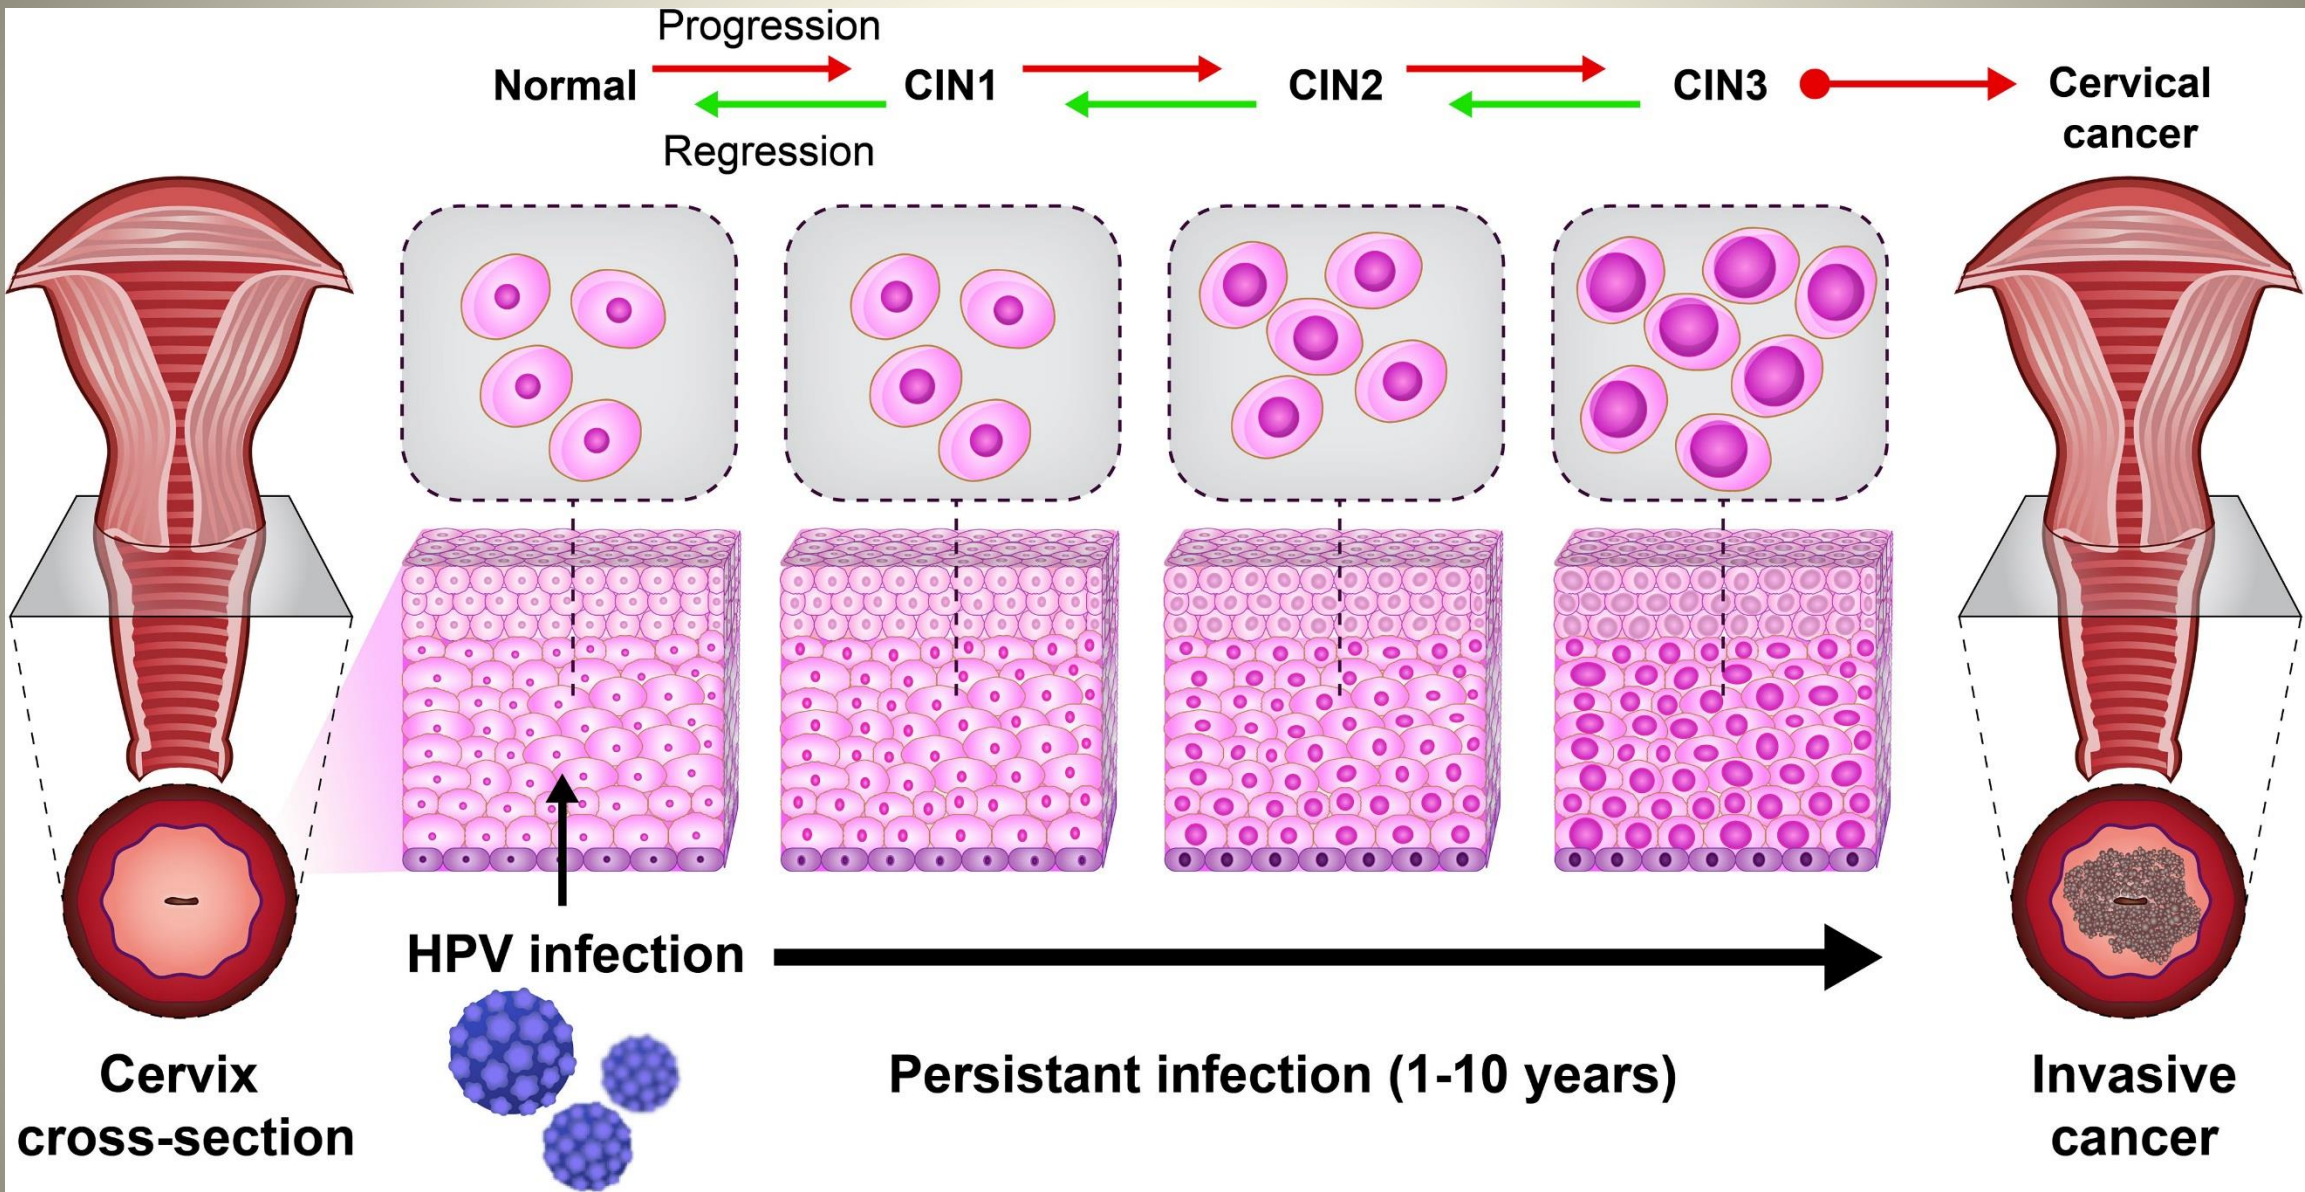 Progression
Normal
CIN1
CIN2
CIN3
Cervical
cancer
Regression
HPV infection
Persistant infection (1-10 years)
Cervix
cross-section
Invasive
cancer